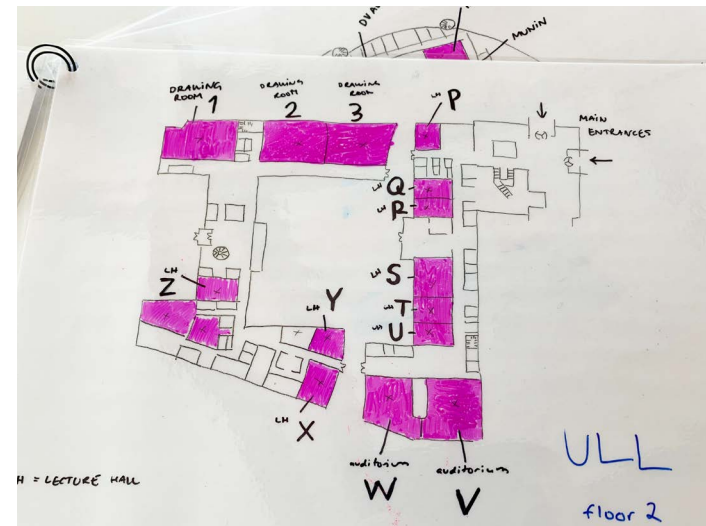 DVA
MUNIN
DRAWING
ROOM 1
DRAWING
ROOM
2
DRAWING
ROOM
3
LH P
MAIN
ENTRANCES
LH Q
LH R
LH S
LH T
LH U
LH
Z
LH Y
LH X
auditorium
W
auditorium
V
H = LECTURE HALL
ULL
floor 2